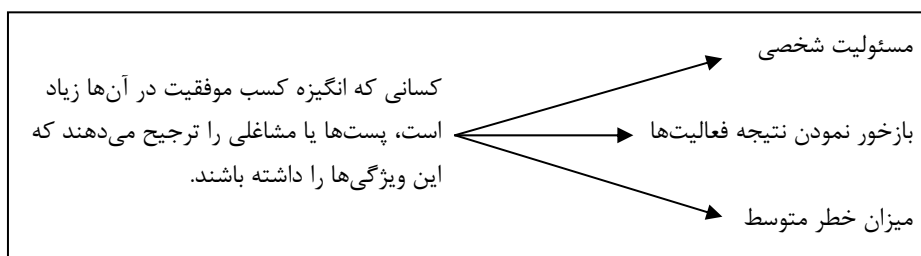 کسانی که انگیزه کسب موفقیت در آن‌ها زیاد
است، پست‌ها یا مشاغلی را ترجیح می‌دهند که
این ویژگی‌ها را داشته باشند.
مسئولیت شخصی
بازخور نمودن نتیجه فعالیت‌ها
میزان خطر متوسط